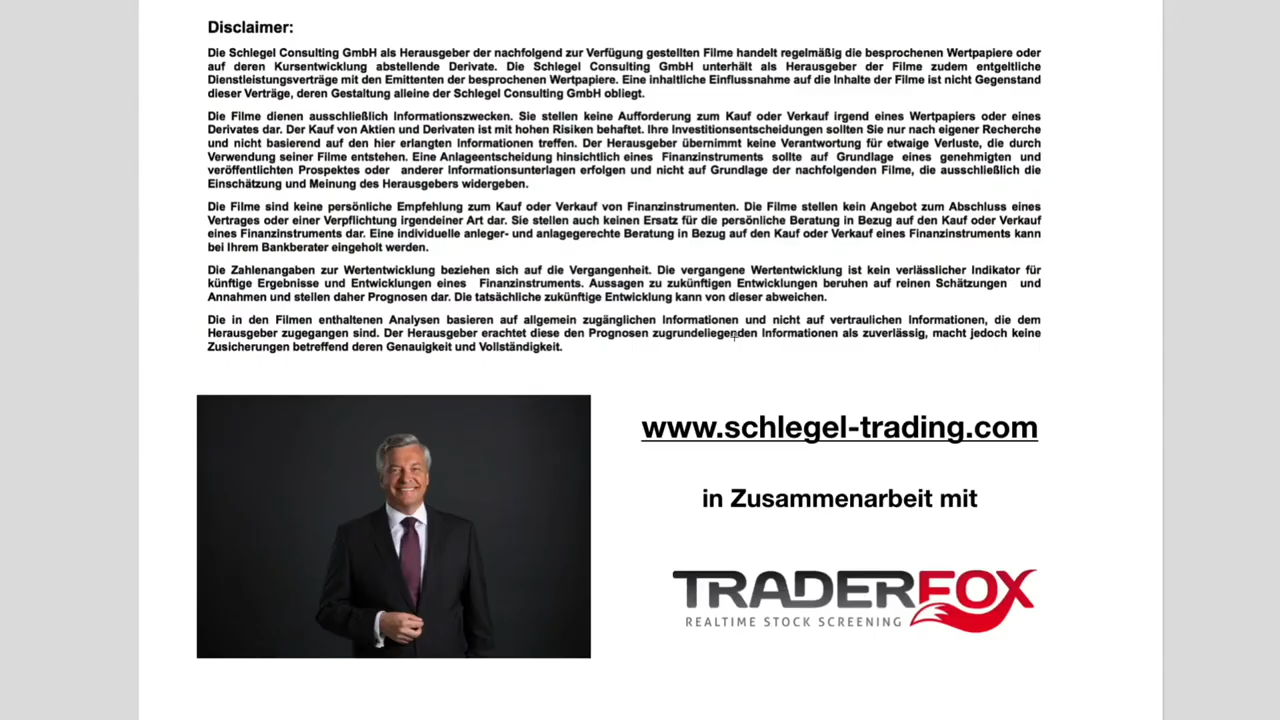 Disclaimer:
Die Schlegel Consulting GmbH als Herausgeber der nachfolgend zur Verfügung gestellten Filme handelt regelmäßig die besprochenen Wertpapiere oder
auf deren Kursentwicklung abstellende Derivate. Die Schlegel Consulting GmbH unterhält als Herausgeber der Filme zudem entgeltliche
Dienstleistungsverträge mit den Emittenten der besprochenen Wertpapiere. Eine inhaltliche Einflussnahme auf die Inhalte der Filme ist nicht Gegenstand
dieser Verträge, deren Gestaltung alleine der Schlegel Consulting GmbH obliegt.
Die Filme dienen ausschließlich Informationszwecken. Sie stellen keine Aufforderung zum Kauf oder Verkauf irgend eines Wertpapiers oder eines
Derivates dar. Der Kauf von Aktien und Derivaten ist mit hohen Risiken behaftet. Ihre Investitionsentscheidungen sollten Sie nur nach eigener Recherche
und nicht basierend auf den hier erlangten Informationen treffen. Der Herausgeber übernimmt keine Verantwortung für etwaige Verluste, die durch
Verwendung seiner Filme entstehen. Eine Anlageentscheidung hinsichtlich eines Finanzinstruments sollte auf Grundlage eines genehmigten und
veröffentlichten Prospektes oder anderer Informationsunterlagen erfolgen und nicht auf Grundlage der nachfolgenden Filme, die ausschließlich die
Einschätzung und Meinung des Herausgebers widergeben.
Die Filme sind keine persönliche Empfehlung zum Kauf oder Verkauf von Finanzinstrumenten. Die Filme stellen kein Angebot zum Abschluss eines
Vertrages oder einer Verpflichtung irgendeiner Art dar. Sie stellen auch keinen Ersatz für die persönliche Beratung in Bezug auf den Kauf oder Verkauf
eines Finanzinstruments dar. Eine individuelle anleger- und anlagegerechte Beratung in Bezug auf den Kauf oder Verkauf eines Finanzinstruments kann
bei Ihrem Bankberater eingeholt werden.
Die Zahlenangaben zur Wertentwicklung beziehen sich auf die Vergangenheit. Die vergangene Wertentwicklung ist kein verlässlicher Indikator für
künftige Ergebnisse und Entwicklungen eines Finanzinstruments. Aussagen zu zukünftigen Entwicklungen beruhen auf reinen Schätzungen und
Annahmen und stellen daher Prognosen dar. Die tatsächliche zukünftige Entwicklung kann von dieser abweichen.
Die in den Filmen enthaltenen Analysen basieren auf allgemein zugänglichen Informationen und nicht auf vertraulichen Informationen, die dem
Herausgeber zugegangen sind. Der Herausgeber erachtet diese den Prognosen zugrundeliegenden Informationen als zuverlässig, macht jedoch keine
Zusicherungen betreffend deren Genauigkeit und Vollständigkeit.
www.schlegel-trading.com
in Zusammenarbeit mit
TRADERFOX
REALTIME STOCK SCREENING